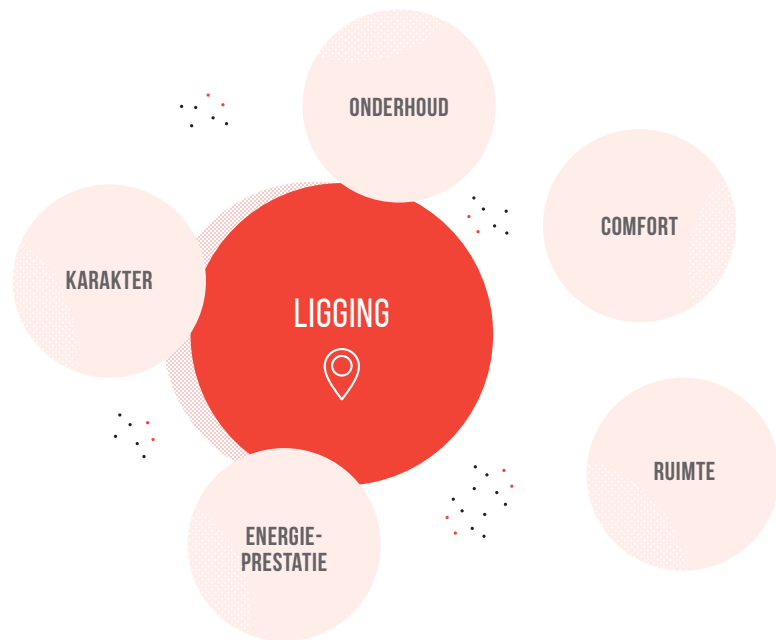 ONDERHOUD
COMFORT
KARAKTER
LIGGING
RUIMTE
ENERGIE-
PRESTATIE